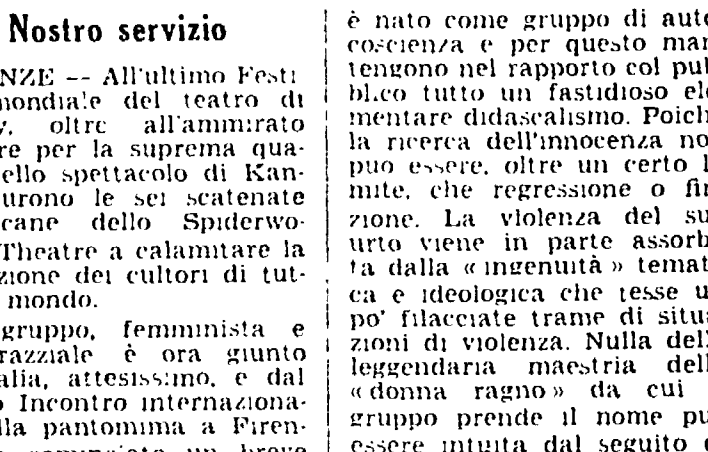 Nostro servizio
NZE -- All'ultimo Festi
mondiale del teatro di
y, oltre all'ammirato
re per la suprema qua-
ello spettacolo di Kan-
urono le sei scatenate
cane dello Spiderwo-
Theatre a calamitare la
zione dei cultori di tut-
mondo.
gruppo, femminista e
razziale è ora giunto
alia, attesissimo, e dal
o Incontro internaziona-
lla pantomima a Firen-
un breve
è nato come gruppo di auto
coscienza e per questo man
tengono nel rapporto col pub
blico tutto un fastidioso ele
mentare didascalismo. Poich
la ricerca dell'innocenza no
può essere, oltre un certo l
mite, che regressione o fin
zione. La violenza del su
urto viene in parte assorb
ta dalla « ingenuità » temat
ca e ideologica che tesse u
po' filacciate trame di situa
zioni di violenza. Nulla dell
leggendaria maestria dell
« donna ragno » da cui
gruppo prende il nome pu
essere intuita dal seguito